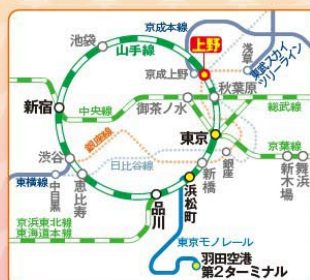 京成本線
池袋
山手線
上野
浅草
東武スカイ
ツリーライン
京成上野
秋葉原
新宿
中央線
御茶ノ水
総武線
東京
銀座線
渋谷
日比谷線
銀座
京葉線
東横線
中目黒
恵比寿
新橋
新木場
舞浜
浜松町
京浜東北線
東海道本線
品川
東京モノレール
羽田空港
第2ターミナル